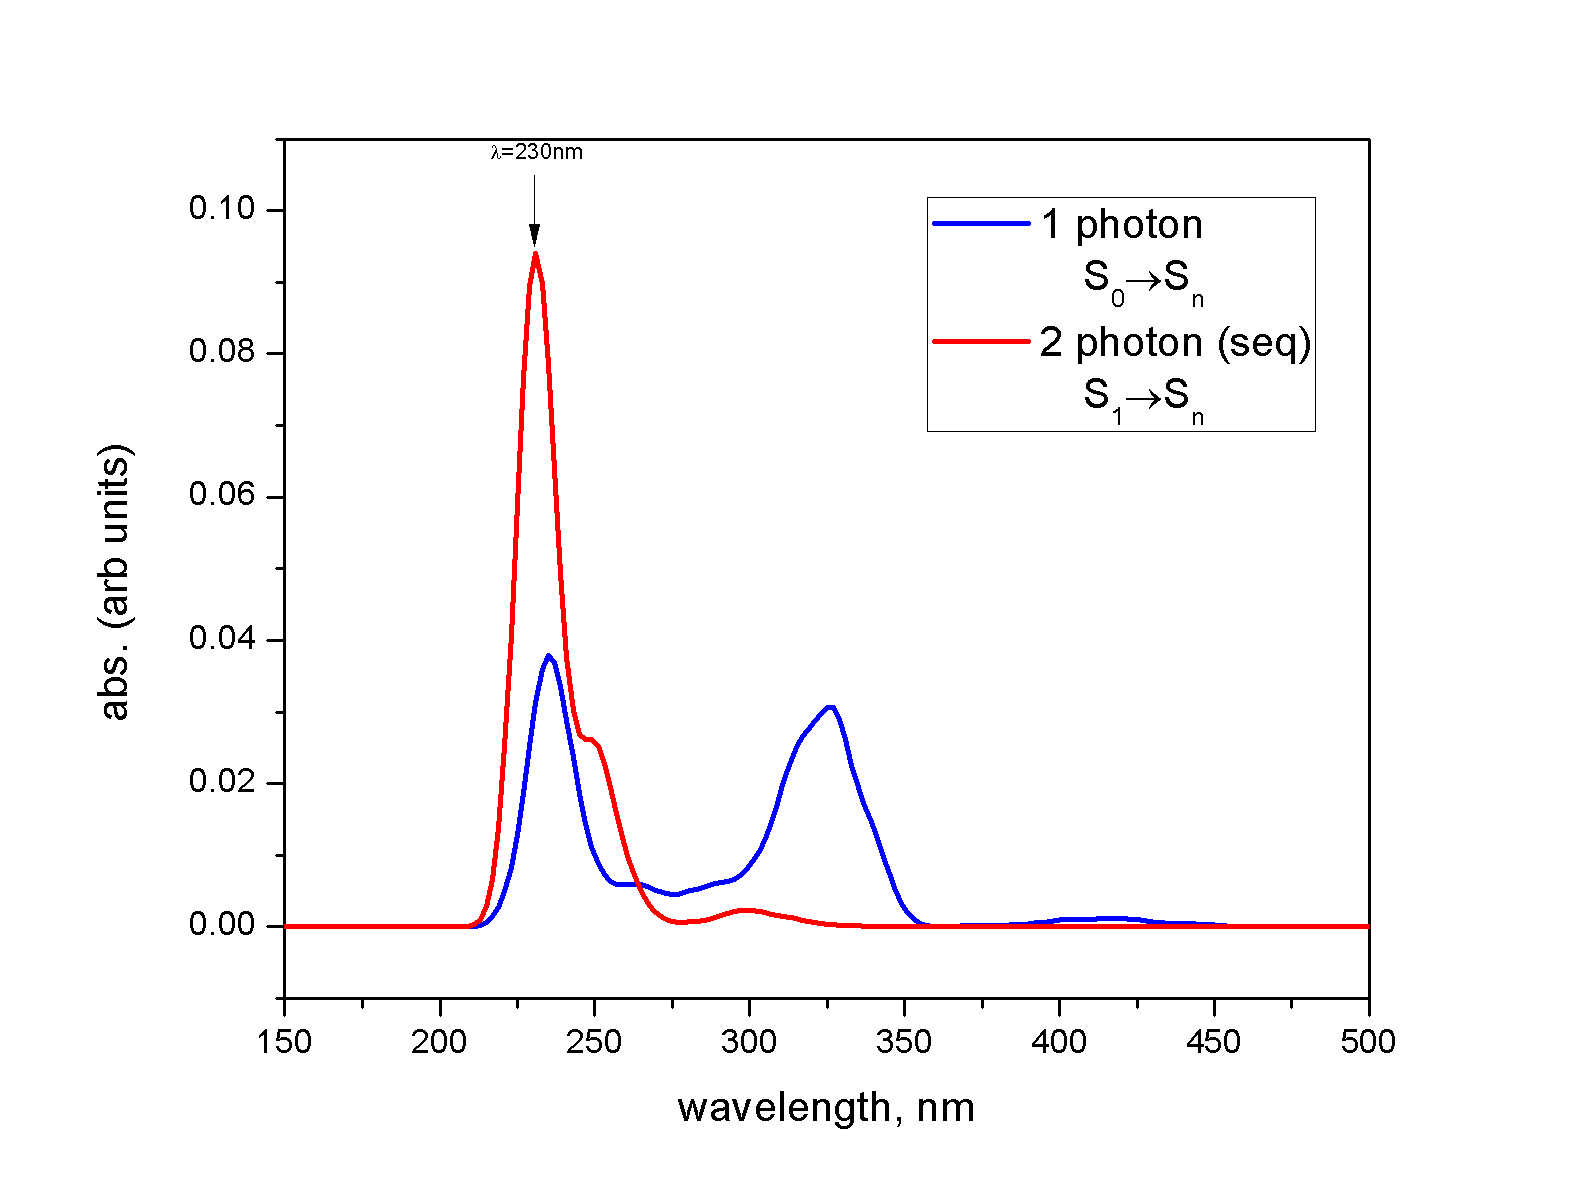 λ=230nm
1 photon
S₀→Sₙ
2 photon (seq)
S₁→Sₙ
0.10
0.08
0.06
0.04
0.02
0.00
abs. (arb units)
150 200 250 300 350 400 450 500
wavelength, nm